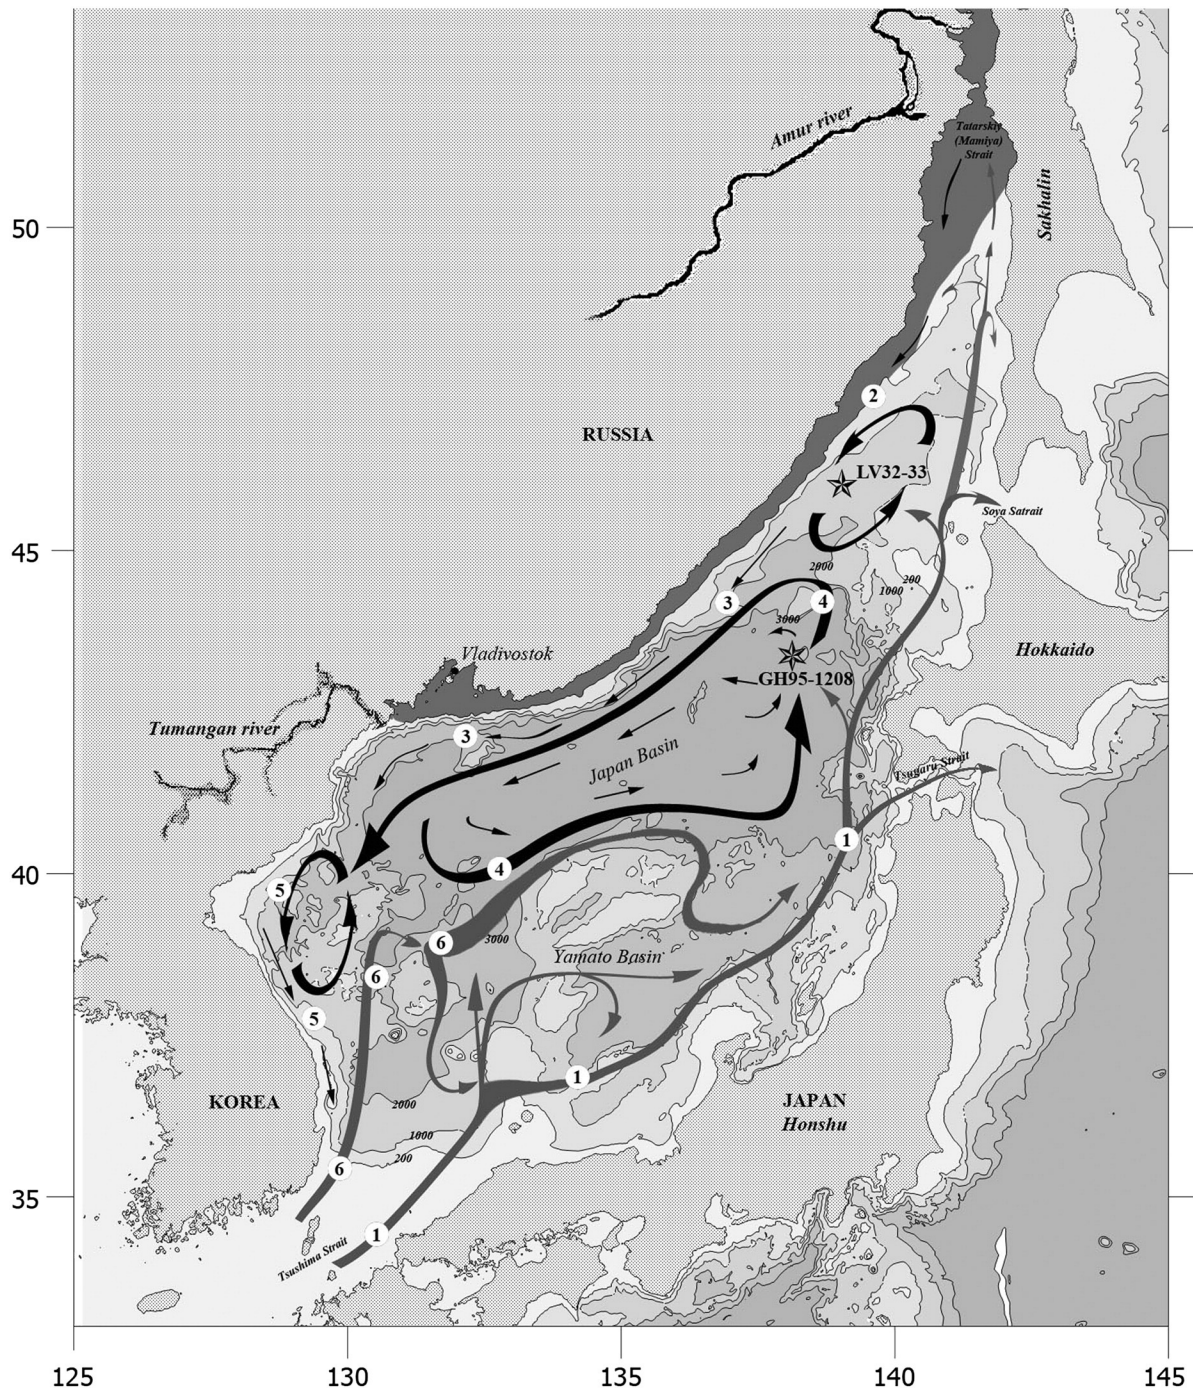 Amur river
Tatarskiy
(Mamiya)
Strait
Sakhalin
50
2
RUSSIA
LV32-33
Soya Satrait
45
2000
200
1000
3
4
3000
Hokkaido
Vladivostok
GH95-1208
Tumangan river
3
Japan Basin
Tsugaru Strait
1
40
4
5
6
3000
Yamato Basin
6
5
1
KOREA
2000
JAPAN
Honshu
1000
200
6
35
1
Tsushima Strait
125
130
135
140
145